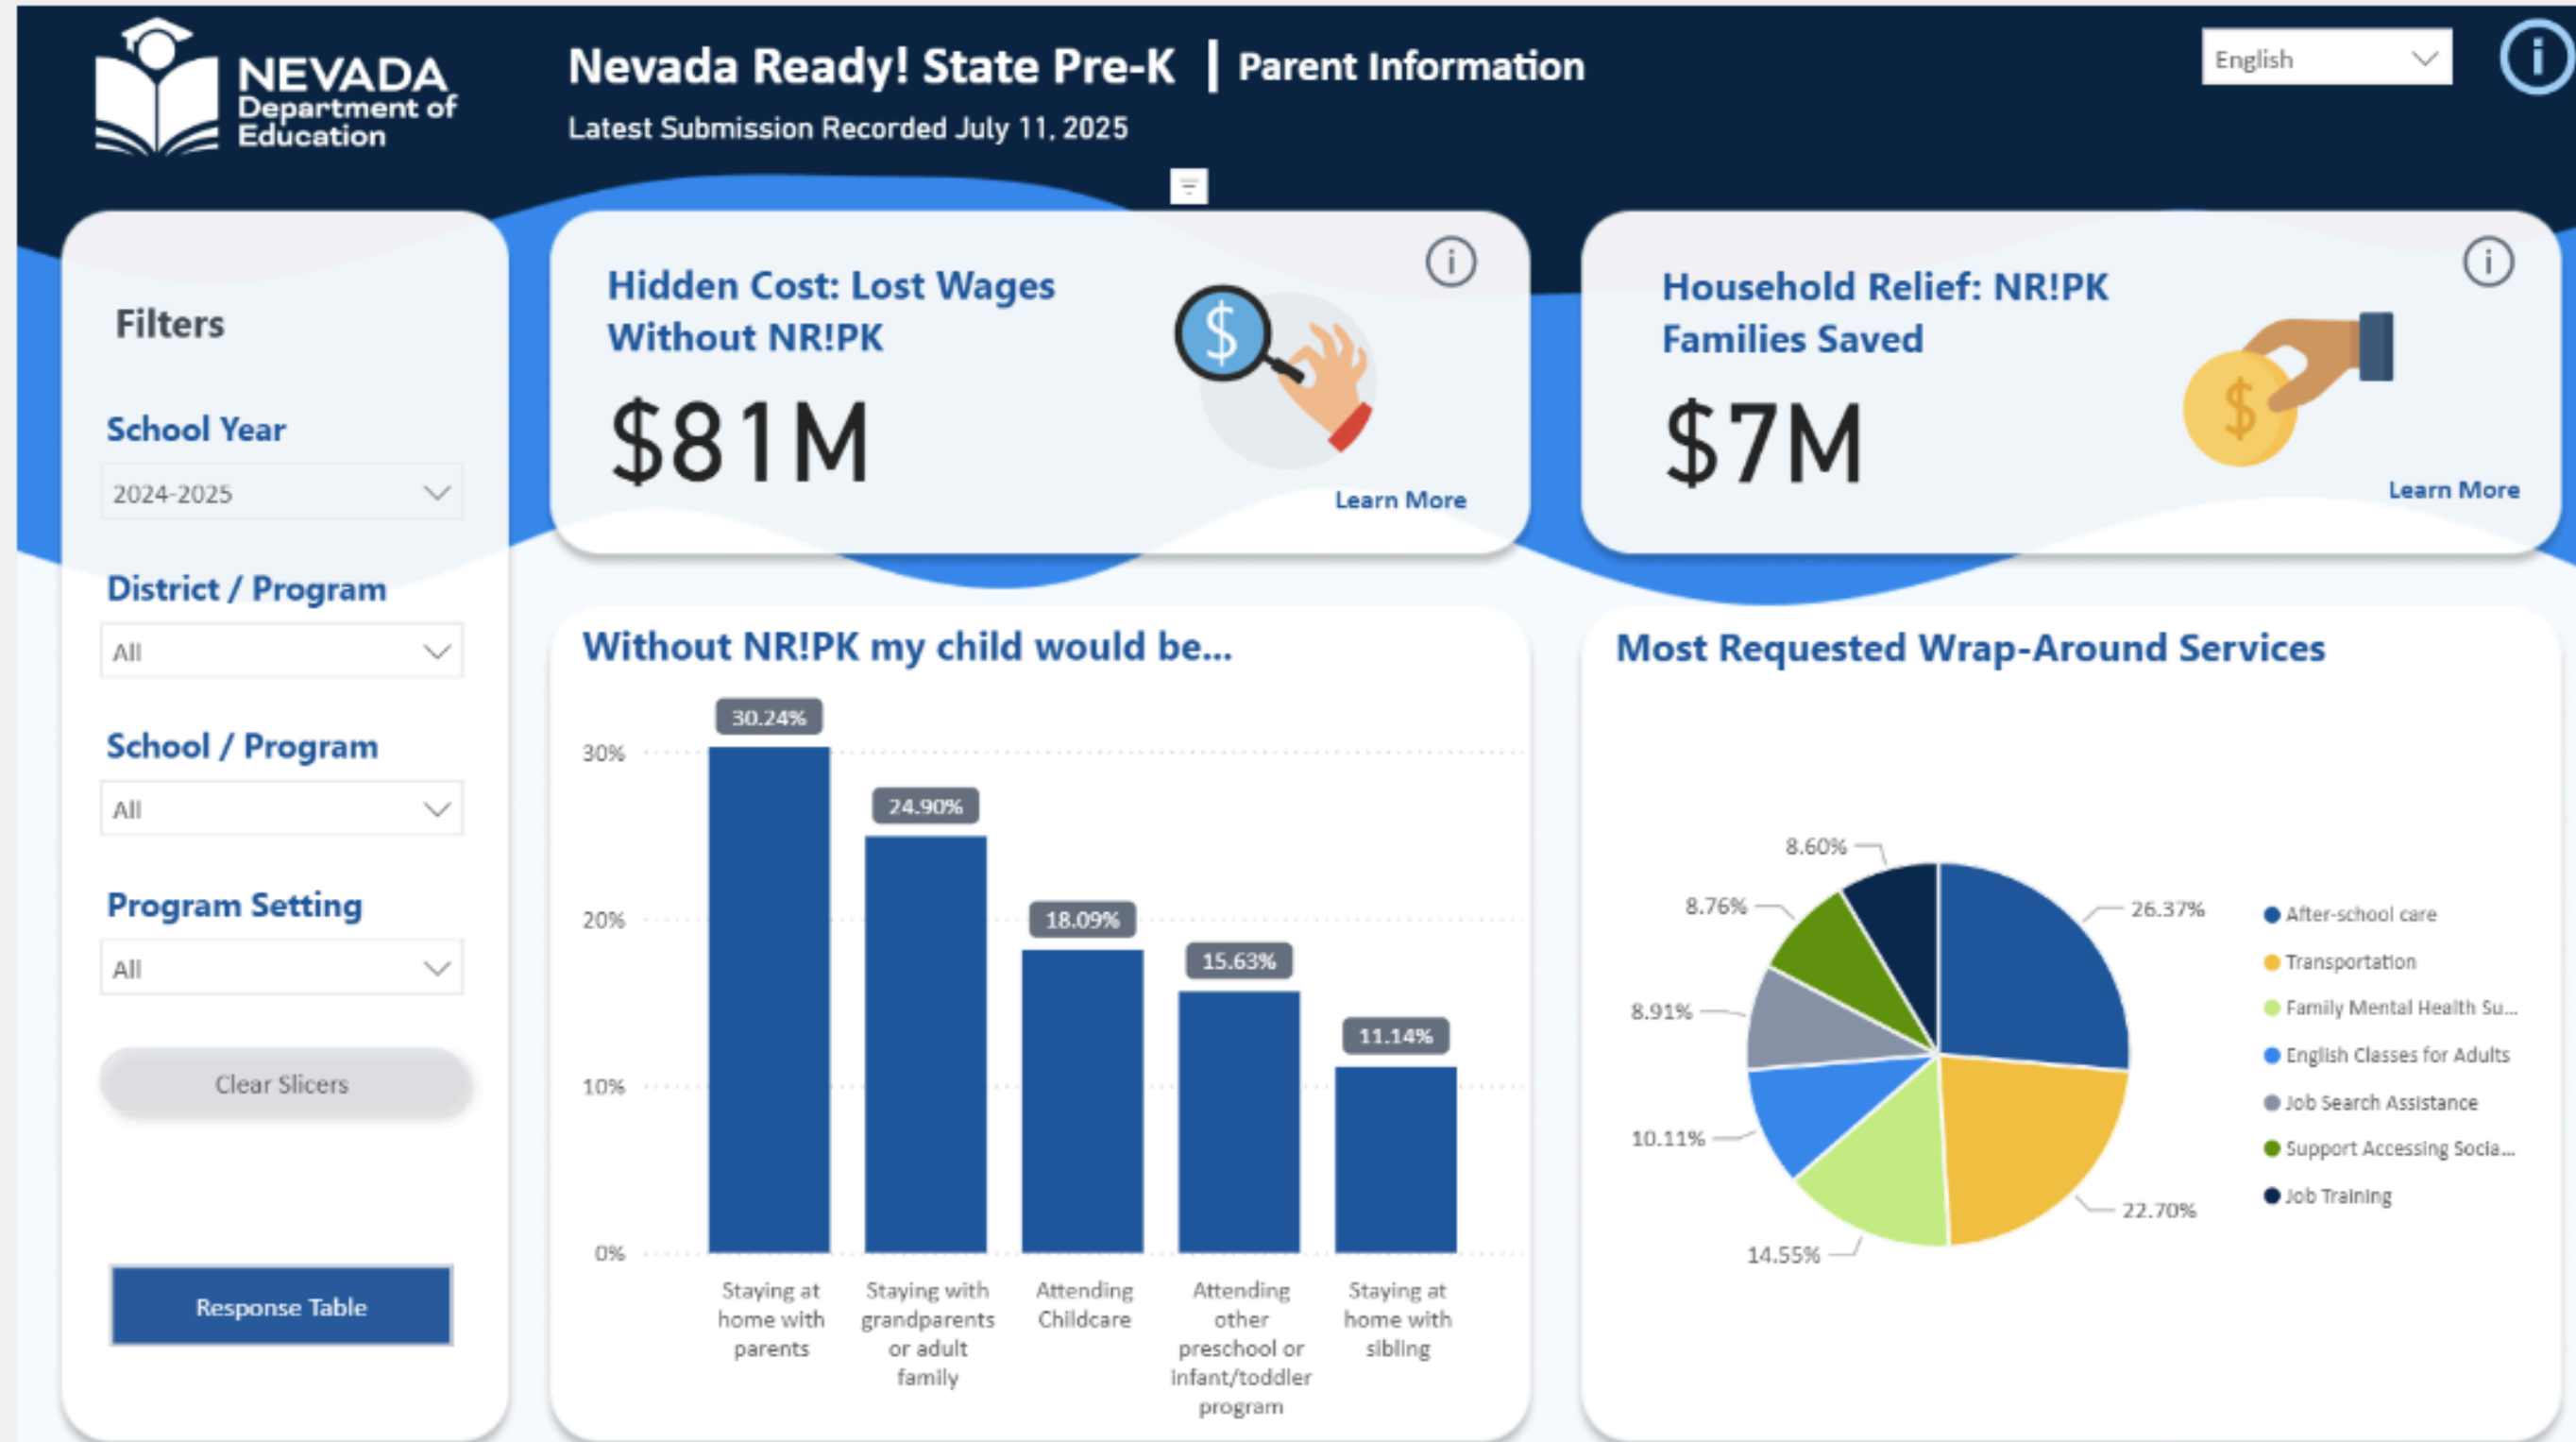 NEVADA
Department of
Education
Nevada Ready! State Pre-K | Parent Information
Latest Submission Recorded July 11, 2025
English
i
Filters
School Year
2024-2025
District / Program
All
School / Program
All
Program Setting
All
Clear Slicers
Response Table
Hidden Cost: Lost Wages
Without NR!PK
$81M
i
$
Learn More
Household Relief: NR!PK
Families Saved
$7M
i
$
Learn More
Without NR!PK my child would be...
30%
20%
10%
0%
30.24%
24.90%
18.09%
15.63%
11.14%
Staying at
home with
parents
Staying with
grandparents
or adult
family
Attending
Childcare
Attending
other
preschool or
infant/toddler
program
Staying at
home with
sibling
Most Requested Wrap-Around Services
8.60%
8.76%
8.91%
10.11%
14.55%
22.70%
26.37%
After-school care
Transportation
Family Mental Health Su...
English Classes for Adults
Job Search Assistance
Support Accessing Socia...
Job Training